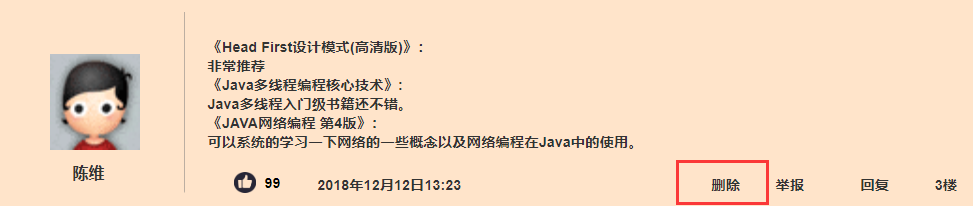 《Head First设计模式(高清版)》：
非常推荐
《Java多线程编程核心技术》：
Java多线程入门级书籍还不错。
《JAVA网络编程 第4版》：
可以系统的学习一下网络的一些概念以及网络编程在Java中的使用。
陈维
99 2018年12月12日13:23 删除 举报 回复 3楼